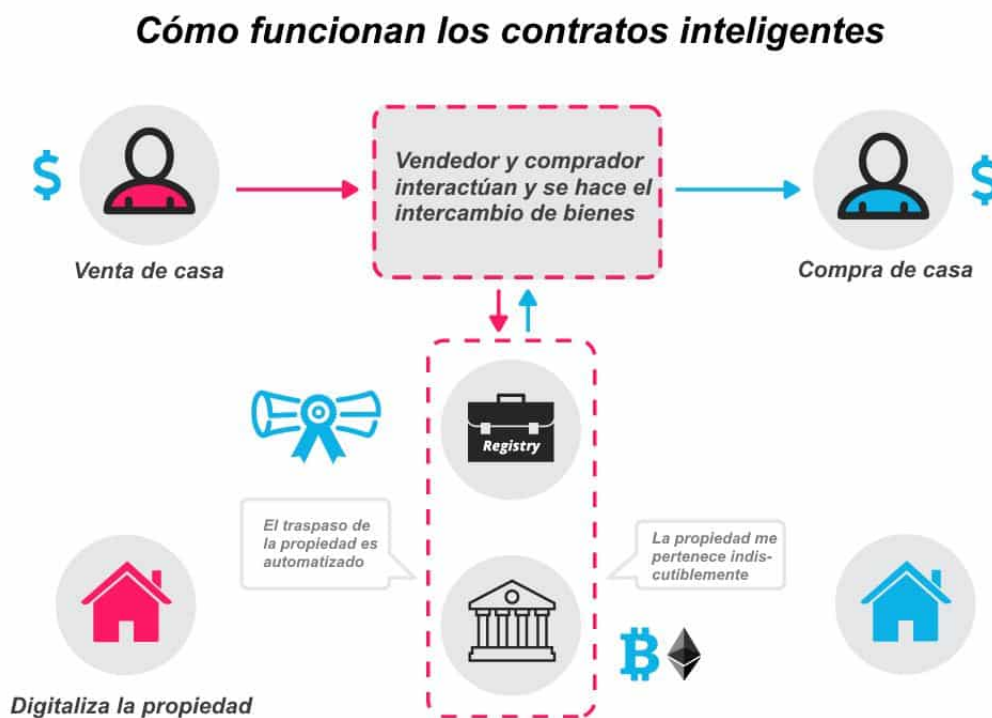 Cómo funcionan los contratos inteligentes
Vendedor y comprador
interactúan y se hace el
intercambio de bienes
$
$
Venta de casa
Compra de casa
Registry
El traspaso de
la propiedad es
automatizado
La propiedad me
pertenece indis-
cutiblemente
Digitaliza la propiedad